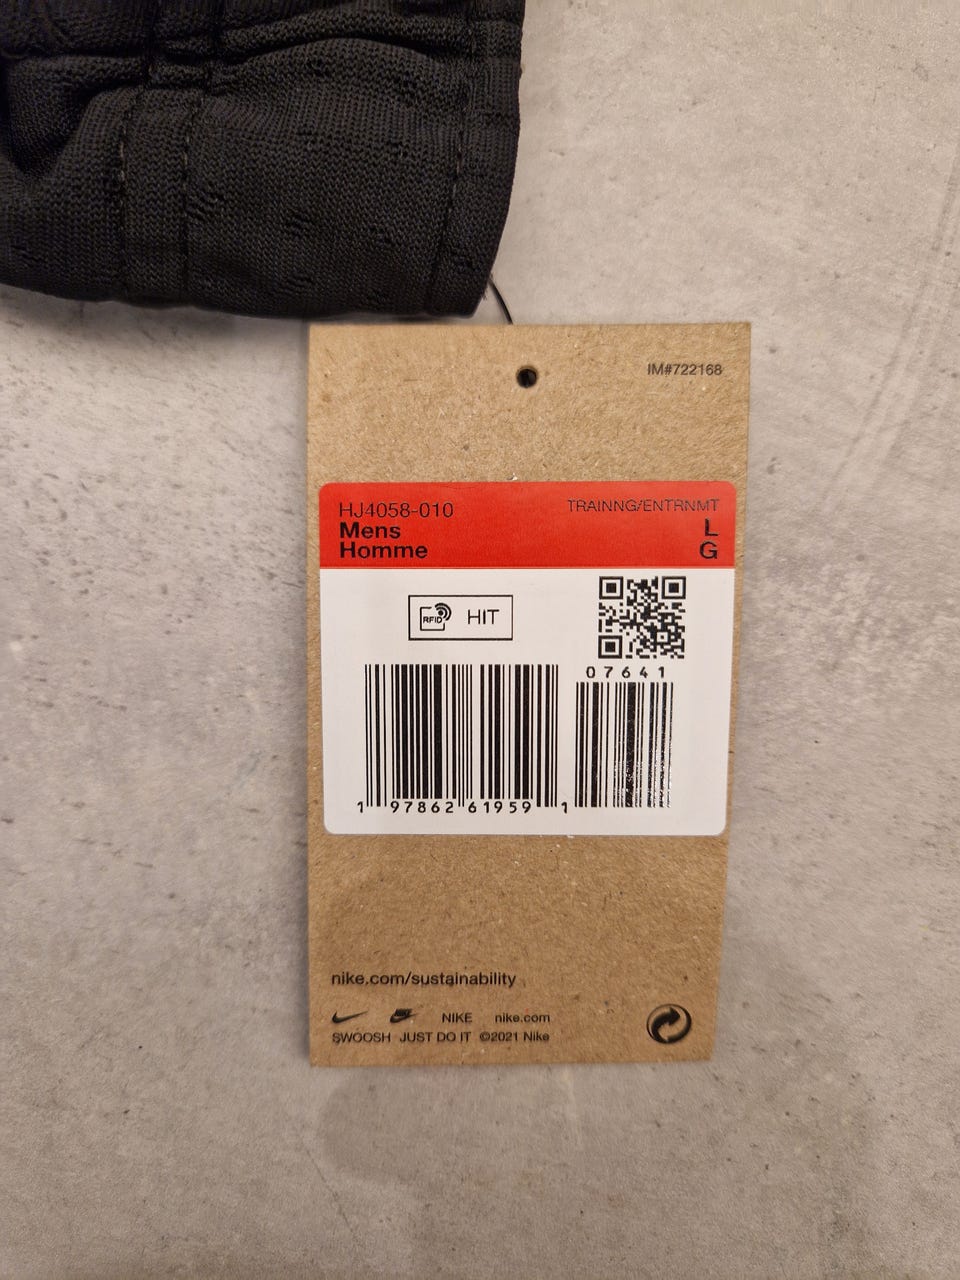 IM#722168
HJ4058-010 TRAINNG/ENTRNMT
Mens L
Homme G
RFID HIT
07641
1 97862 61959 1
nike.com/sustainability
NIKE nike.com
SWOOSH JUST DO IT ©2021 Nike